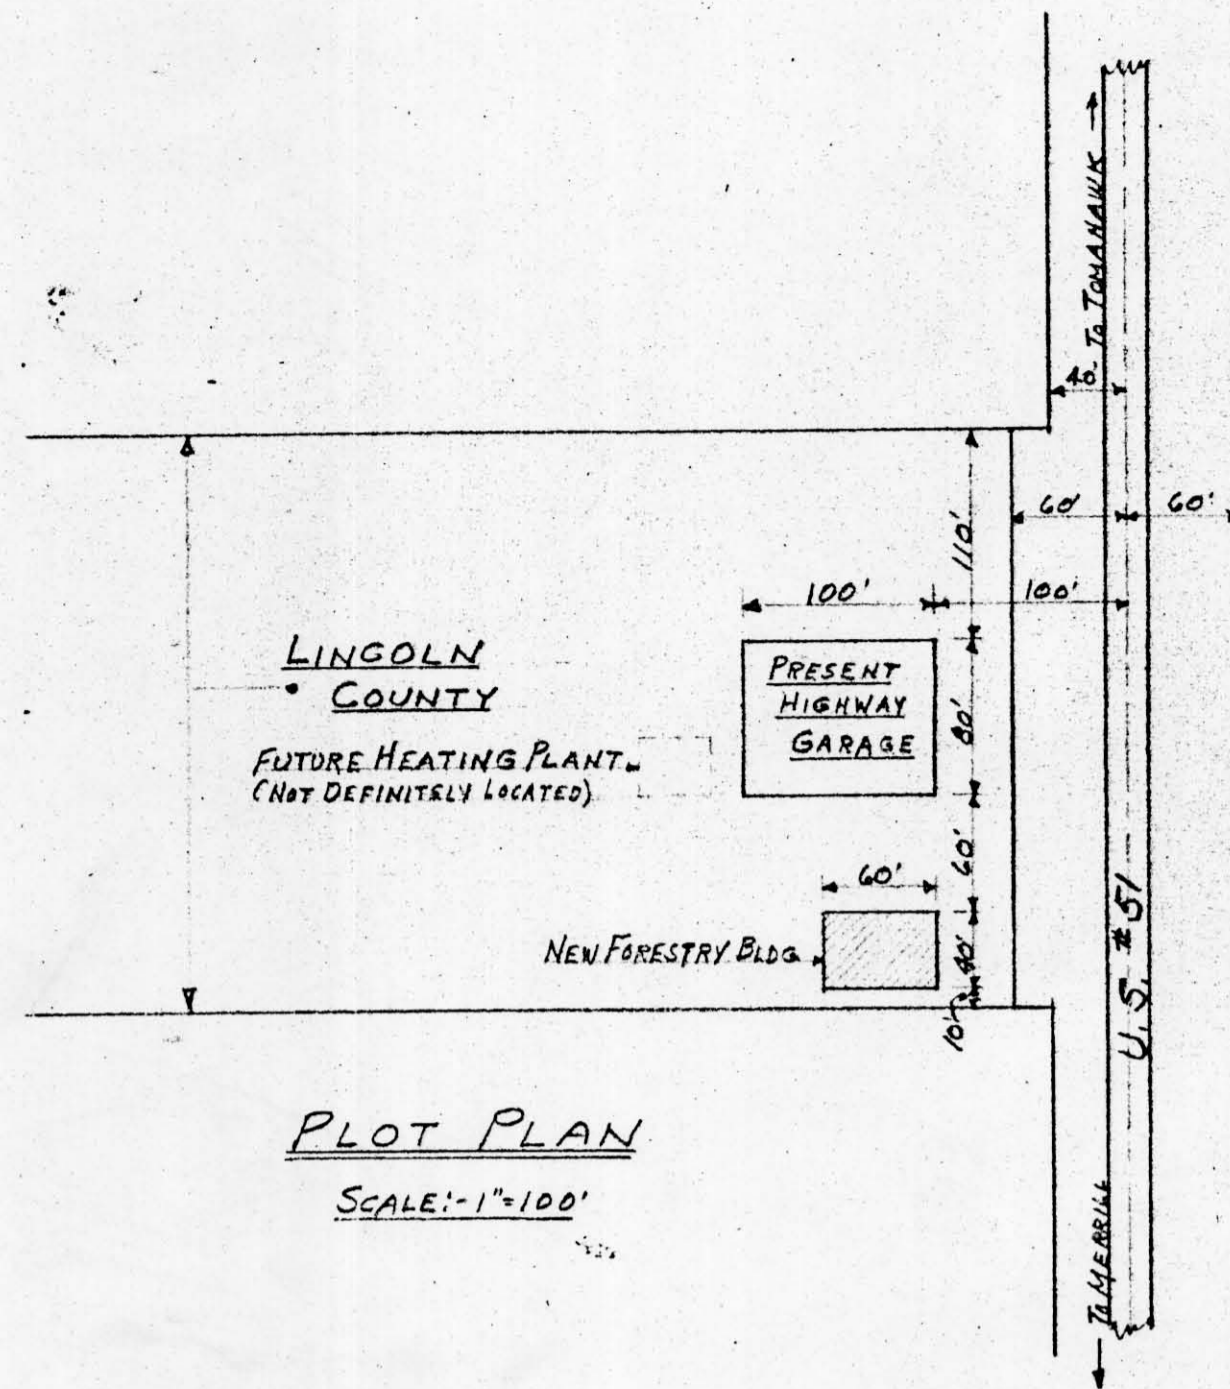 To TOMAHAWK
40
60'
60'
110'
100'
100'
LINCOLN
COUNTY
PRESENT
HIGHWAY
GARAGE
80'
FUTURE HEATING PLANT
(NOT DEFINITELY LOCATED)
60'
60'
U.S. #51
NEW FORESTRY BLDG
40'
10'
PLOT PLAN
SCALE:- 1"=100'
To MERRILL